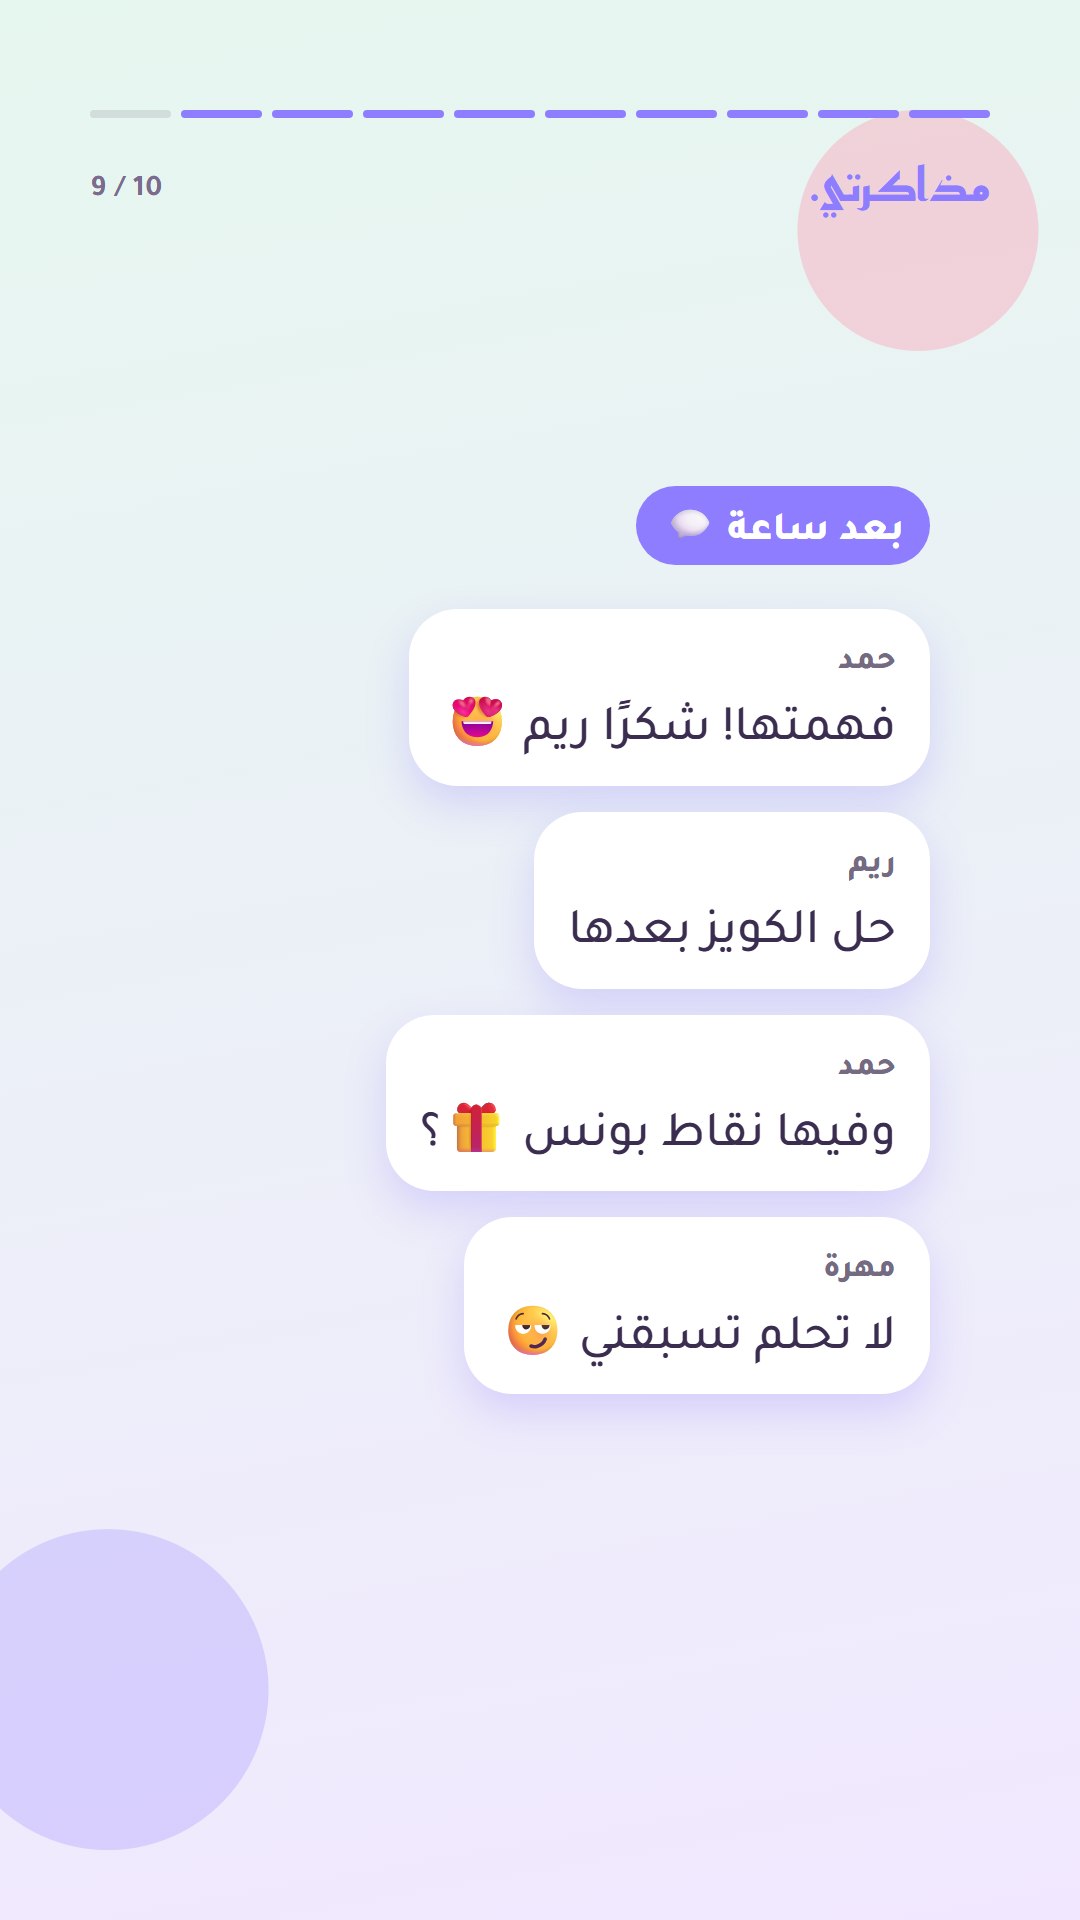 مذاكرتي.
9 / 10
بعد ساعة 💬
حمد
فهمتها! شكرًا ريم 😍
ريم
حل الكويز بعدها
حمد
وفيها نقاط بونس 🎁؟
مهرة
لا تحلم تسبقني 😏